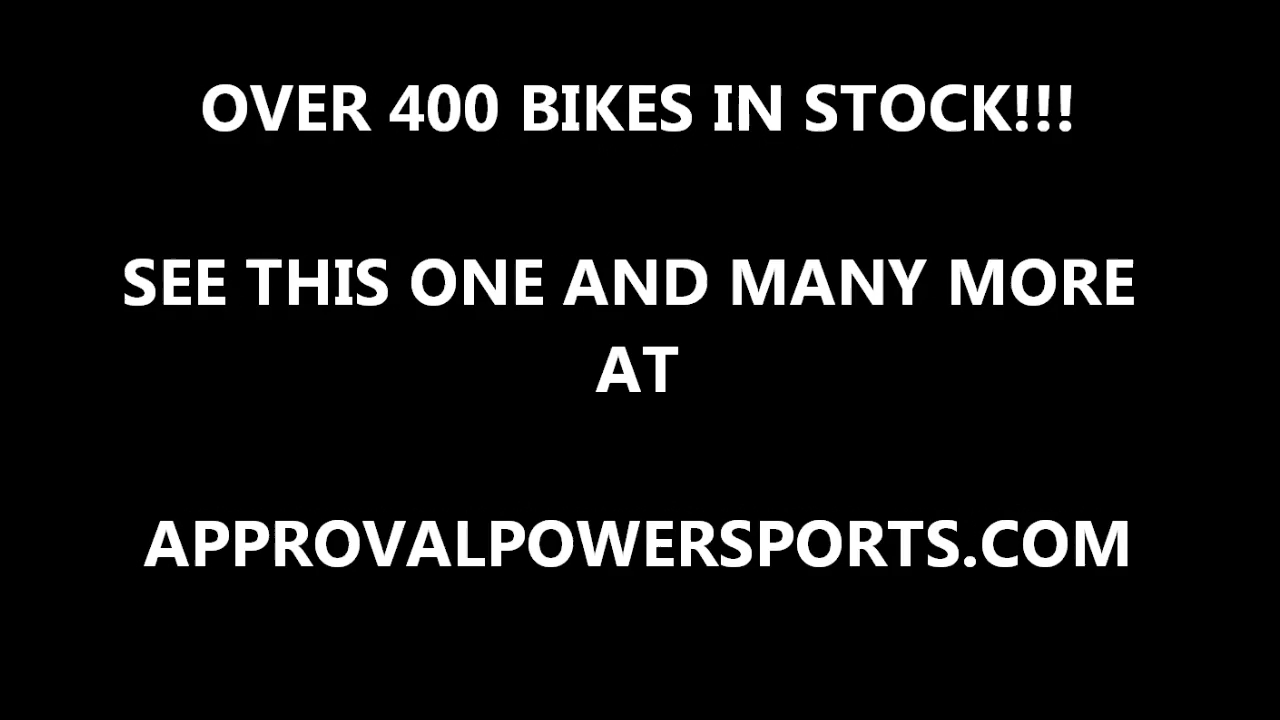 OVER 400 BIKES IN STOCK!!!
SEE THIS ONE AND MANY MORE
AT
APPROVALPOWERSPORTS.COM